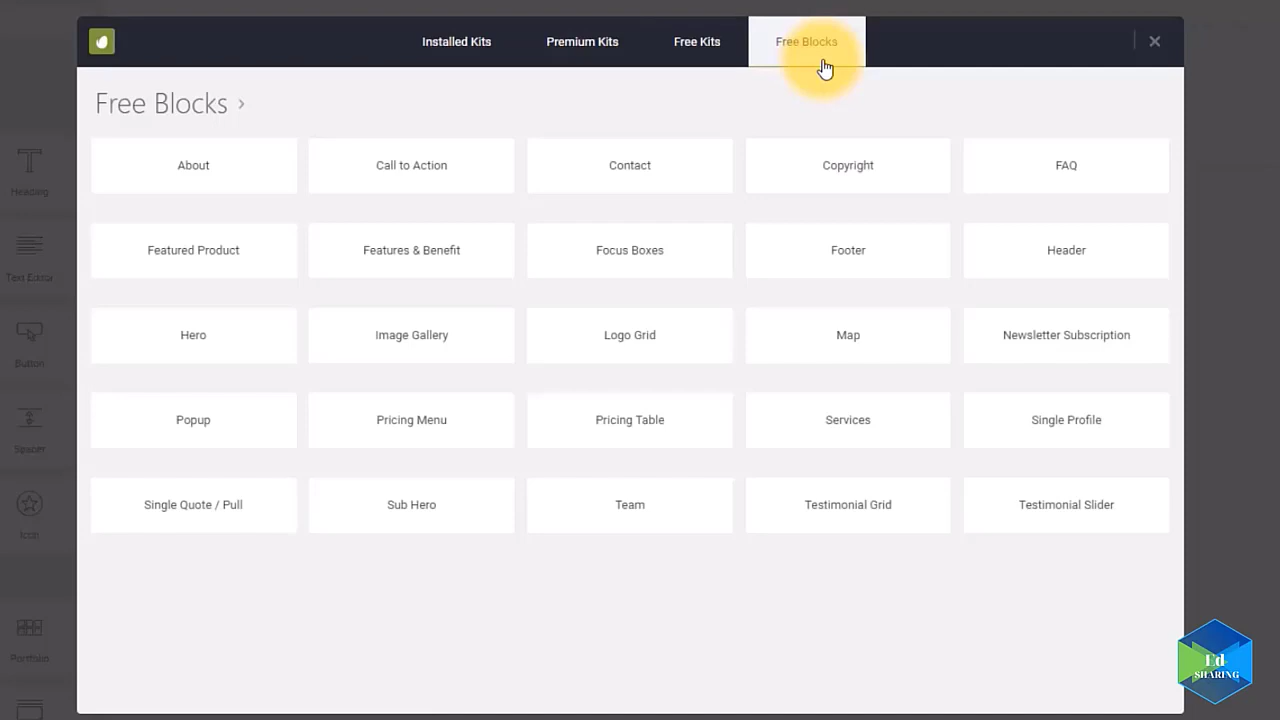 Installed Kits
Premium Kits
Free Kits
Free Blocks
Free Blocks
About
Call to Action
Contact
Copyright
FAQ
Featured Product
Features & Benefit
Focus Boxes
Footer
Header
Hero
Image Gallery
Logo Grid
Map
Newsletter Subscription
Popup
Pricing Menu
Pricing Table
Services
Single Profile
Single Quote / Pull
Sub Hero
Team
Testimonial Grid
Testimonial Slider
Heading
Text Editor
Button
Spacer
Icon
Portfolio
Ed
SHARING